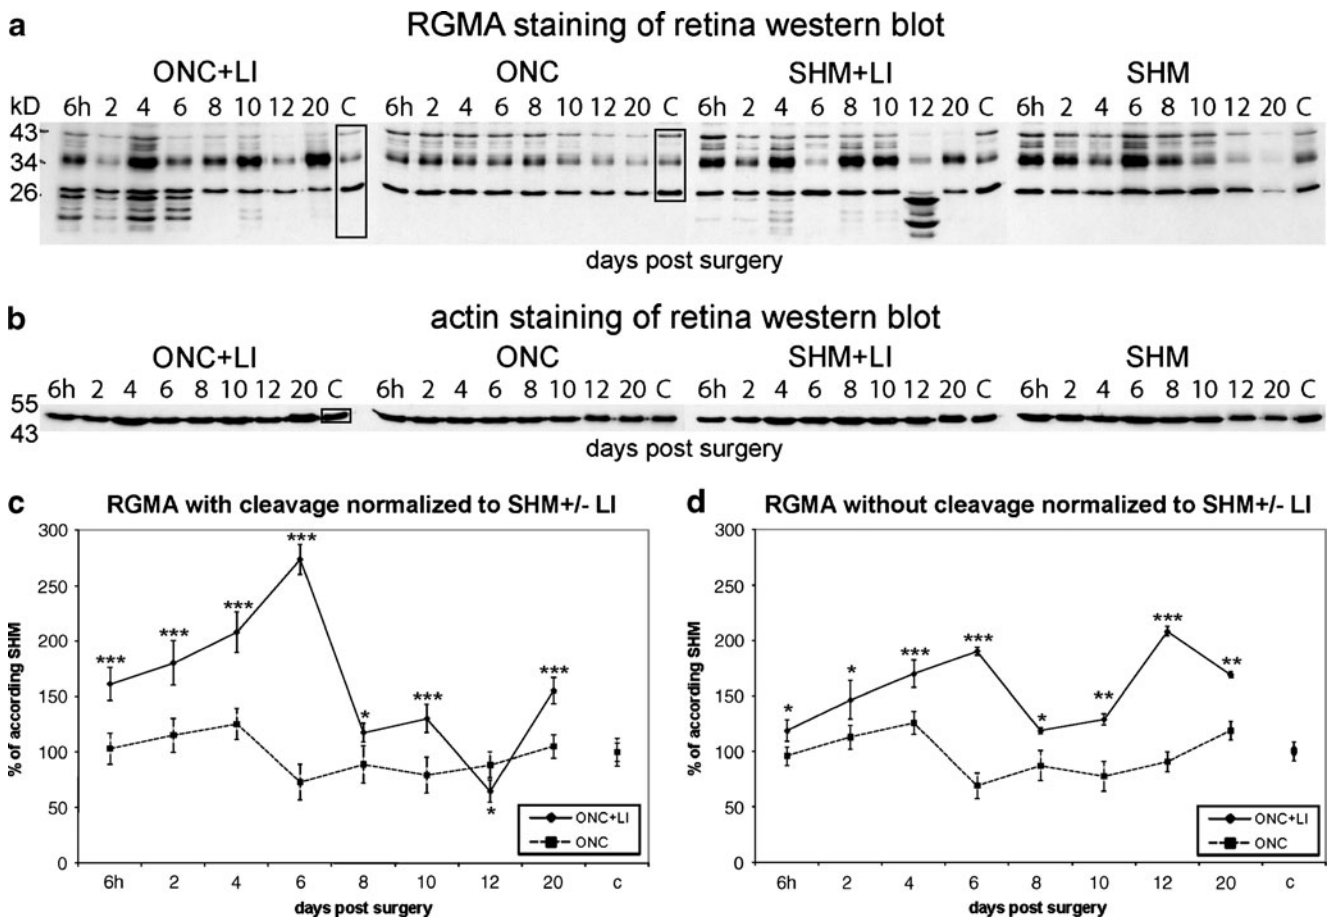 a RGMA staining of retina western blot
ONC+LI ONC SHM+LI SHM
kD 6h 2 4 6 8 10 12 20 C 6h 2 4 6 8 10 12 20 C 6h 2 4 6 8 10 12 20 C 6h 2 4 6 8 10 12 20 C
43
34
26
days post surgery
b actin staining of retina western blot
ONC+LI ONC SHM+LI SHM
6h 2 4 6 8 10 12 20 C 6h 2 4 6 8 10 12 20 C 6h 2 4 6 8 10 12 20 C 6h 2 4 6 8 10 12 20 C
55
43
days post surgery
c RGMA with cleavage normalized to SHM+/- LI
% of according SHM
300
250
200
150
100
50
0
*** *** *** *** * *** * ***
ONC+LI
ONC
6h 2 4 6 8 10 12 20 c
days post surgery
d RGMA without cleavage normalized to SHM+/- LI
% of according SHM
300
250
200
150
100
50
0
* * *** *** * ** *** **
ONC+LI
ONC
6h 2 4 6 8 10 12 20 c
days post surgery